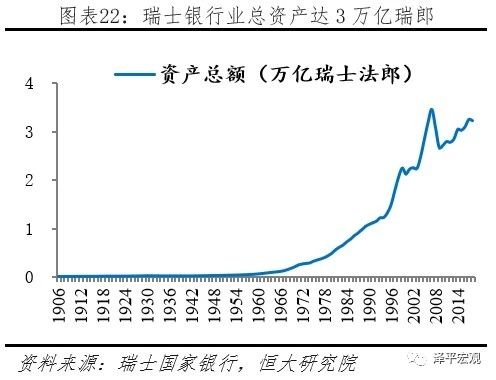 图表22：瑞士银行业总资产达 3 万亿瑞郎
资产总额（万亿瑞士法郎）
4
3
2
1
0
1906 1912 1918 1924 1930 1936 1942 1948 1954 1960 1966 1972 1978 1984 1990 1996 2002 2008 2014
资料来源：瑞士国家银行，恒大研究院
泽平宏观